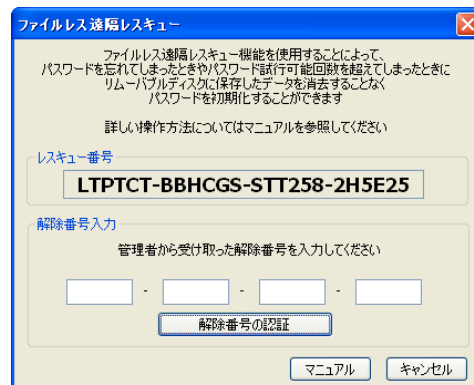 ファイルレス遠隔レスキュー
ファイルレス遠隔レスキュー機能を使用することによって、
パスワードを忘れてしまったときやパスワード試行可能回数を超えてしまったときに
リムーバブルディスクに保存したデータを消去することなく
パスワードを初期化することができます
詳しい操作方法についてはマニュアルを参照してください
レスキュー番号
LTPTCT-BBHCGS-STT258-2H5E25
解除番号入力
管理者から受け取った解除番号を入力してください
- - -
解除番号の認証
マニュアル キャンセル